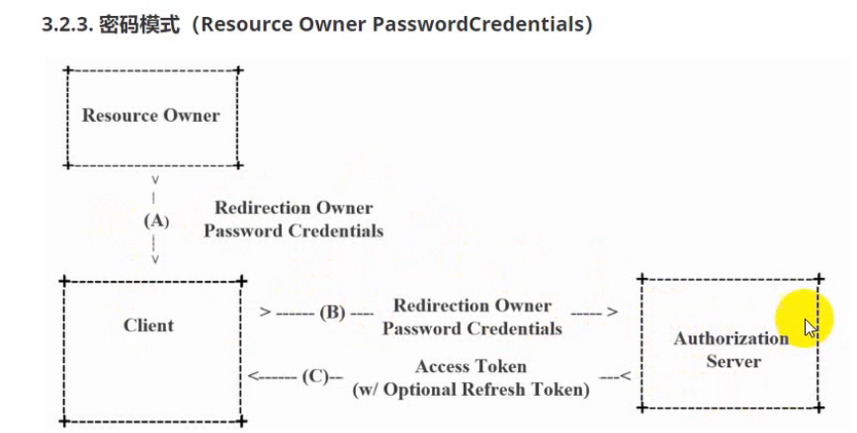 3.2.3. 密码模式（Resource Owner PasswordCredentials）
Resource Owner
(A)
Redirection Owner
Password Credentials
Client
> ------ (B) ---- Redirection Owner ----- >
Password Credentials
Authorization
Server
<------ (C)-- Access Token ---<
(w/ Optional Refresh Token)